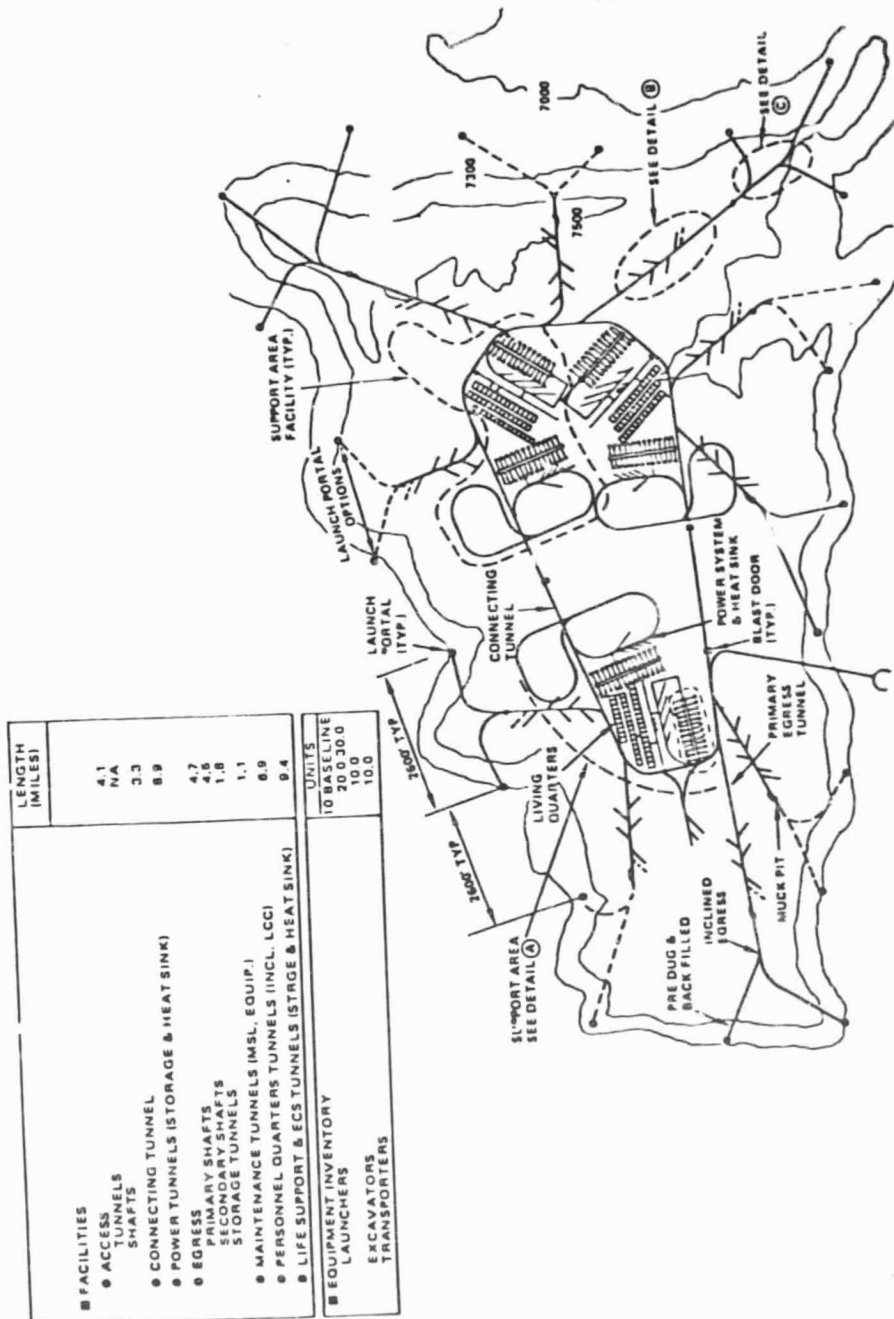 LENGTH
(MILES)
■ FACILITIES
● ACCESS
TUNNELS 4.1
SHAFTS NA
● CONNECTING TUNNEL 3.3
● POWER TUNNELS (STORAGE & HEAT SINK) 8.9
● EGRESS
PRIMARY SHAFTS 4.7
SECONDARY SHAFTS 4.6
STORAGE TUNNELS 1.8
● MAINTENANCE TUNNELS (MSL, EQUIP.) 1.1
● PERSONNEL QUARTERS TUNNELS (INCL. LCC) 6.9
● LIFE SUPPORT & ECS TUNNELS (STRGE & HEAT SINK) 9.4
UNITS
■ EQUIPMENT INVENTORY 10 BASELINE
LAUNCHERS 20 0 30.0
EXCAVATORS 10.0
TRANSPORTERS 10.0
2600' TYP
2600' TYP
LAUNCH
PORTAL
(TYP.)
LAUNCH PORTAL
OPTIONS
SUPPORT AREA
FACILITY (TYP.)
SUPPORT AREA
SEE DETAIL A
LIVING
QUARTERS
CONNECTING
TUNNEL
7300
7500
7000
PRE DUG &
BACK FILLED
INCLINED
EGRESS
MUCK PIT
PRIMARY
EGRESS
TUNNEL
POWER SYSTEM
& HEAT SINK
BLAST DOOR
(TYP.)
SEE DETAIL B
SEE DETAIL
C